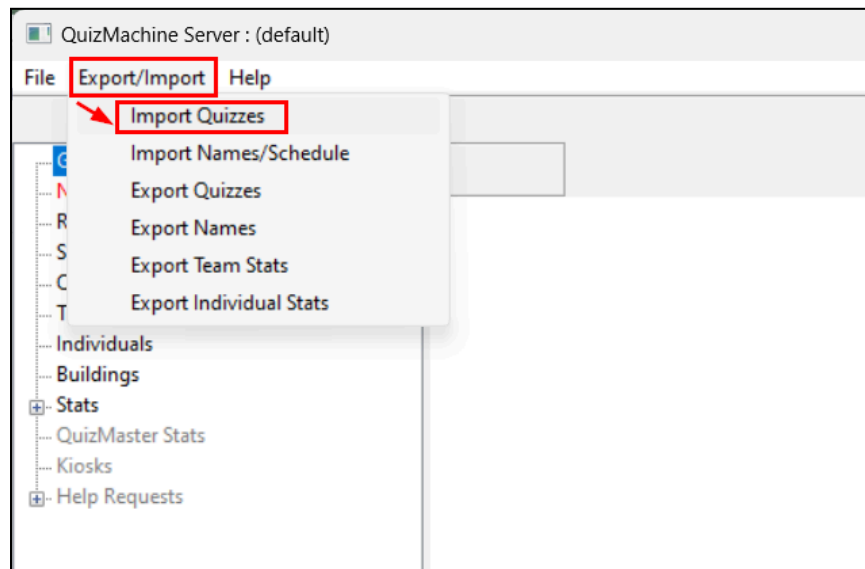 QuizMachine Server : (default)
File Export/Import Help
Import Quizzes
Import Names/Schedule
Export Quizzes
Export Names
Export Team Stats
Export Individual Stats
G
N
R
S
T
Individuals
Buildings
Stats
QuizMaster Stats
Kiosks
Help Requests